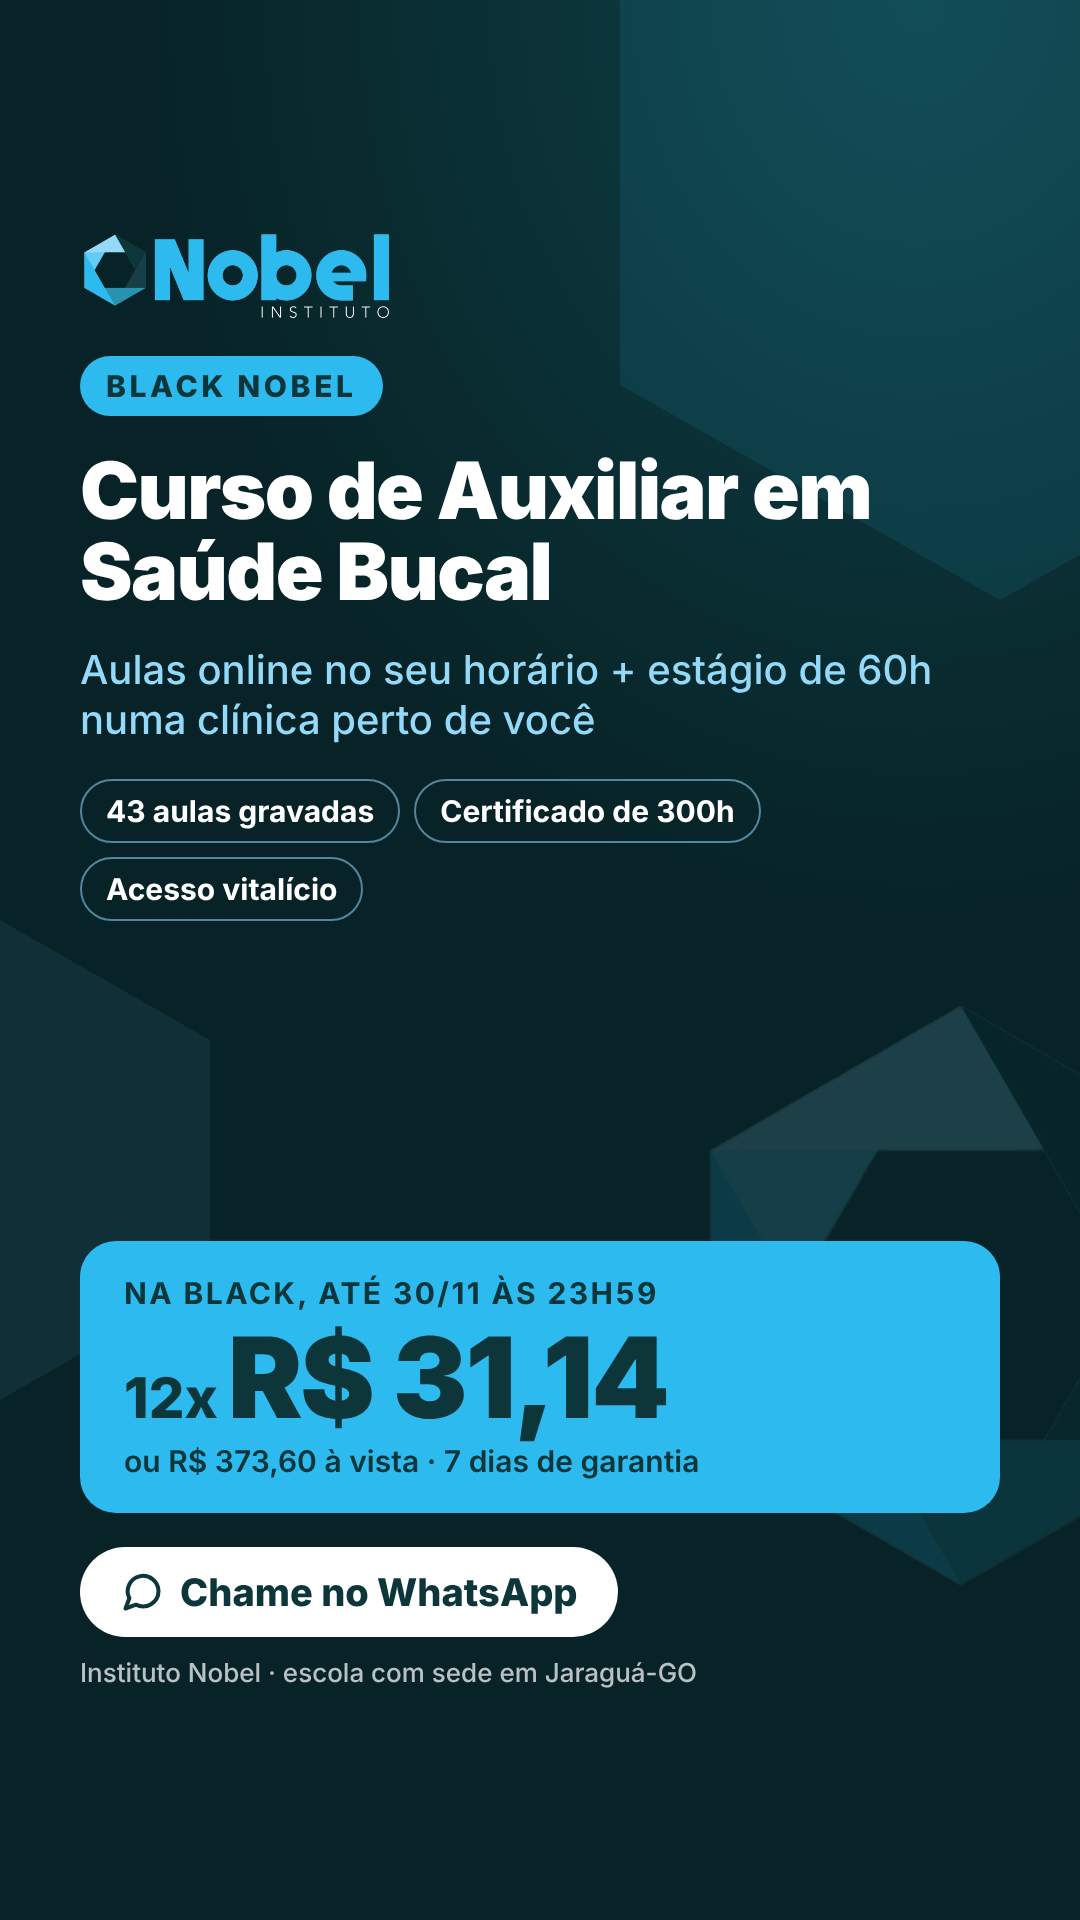 Nobel
INSTITUTO
BLACK NOBEL
Curso de Auxiliar em
Saúde Bucal
Aulas online no seu horário + estágio de 60h
numa clínica perto de você
43 aulas gravadas
Certificado de 300h
Acesso vitalício
NA BLACK, ATÉ 30/11 ÀS 23H59
12x R$ 31,14
ou R$ 373,60 à vista · 7 dias de garantia
Chame no WhatsApp
Instituto Nobel · escola com sede em Jaraguá-GO